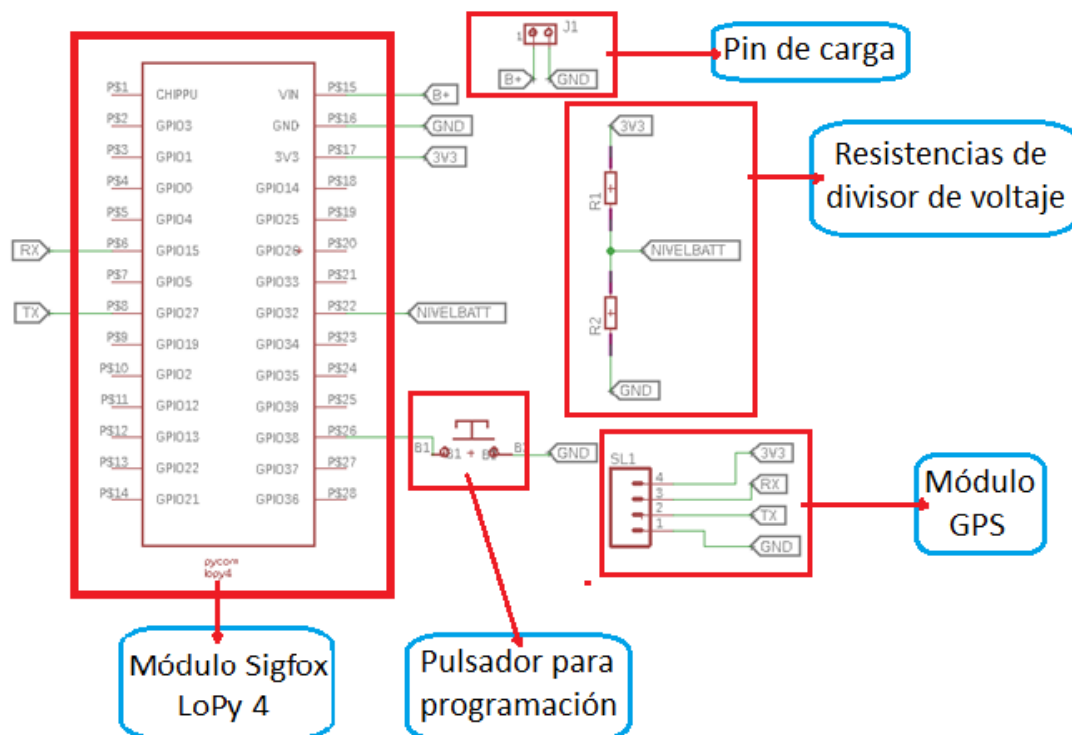 J1
1
B+
GND
Pin de carga
P$1
CHIPPU
VIN
P$15
B+
P$2
GPIO3
GND
P$16
GND
P$3
GPIO1
3V3
P$17
3V3
P$4
GPIO0
GPIO14
P$18
P$5
GPIO4
GPIO25
P$19
RX
P$6
GPIO15
GPIO26
P$20
P$7
GPIO5
GPIO33
P$21
TX
P$8
GPIO27
GPIO32
P$22
NIVELBATT
P$9
GPIO19
GPIO34
P$23
P$10
GPIO2
GPIO35
P$24
P$11
GPIO12
GPIO39
P$25
P$12
GPIO13
GPIO38
P$26
P$13
GPIO22
GPIO37
P$27
P$14
GPIO21
GPIO36
P$28
pycom
lopy4
3V3
R1
NIVELBATT
R2
GND
Resistencias de
divisor de voltaje
B1
B1
GND
SL1
4
3V3
3
RX
2
TX
1
GND
Módulo
GPS
Módulo Sigfox
LoPy 4
Pulsador para
programación